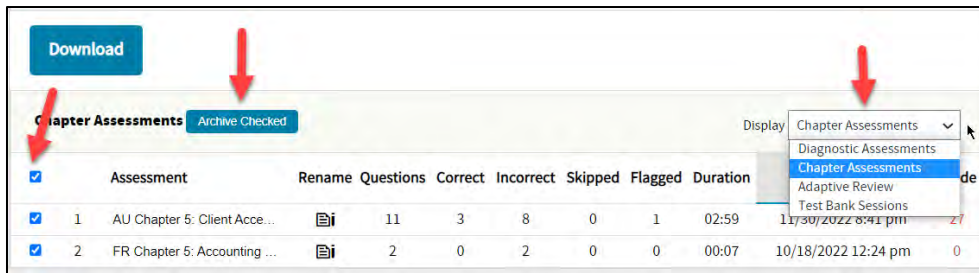 Download
Chapter Assessments Archive Checked Display Chapter Assessments
Diagnostic Assessments
Chapter Assessments
Adaptive Review
Test Bank Sessions
Assessment Rename Questions Correct Incorrect Skipped Flagged Duration de
1 AU Chapter 5: Client Acce... 11 3 8 0 1 02:59 11/30/2022 8:41 pm 27
2 FR Chapter 5: Accounting ... 2 0 2 0 0 00:07 10/18/2022 12:24 pm 0